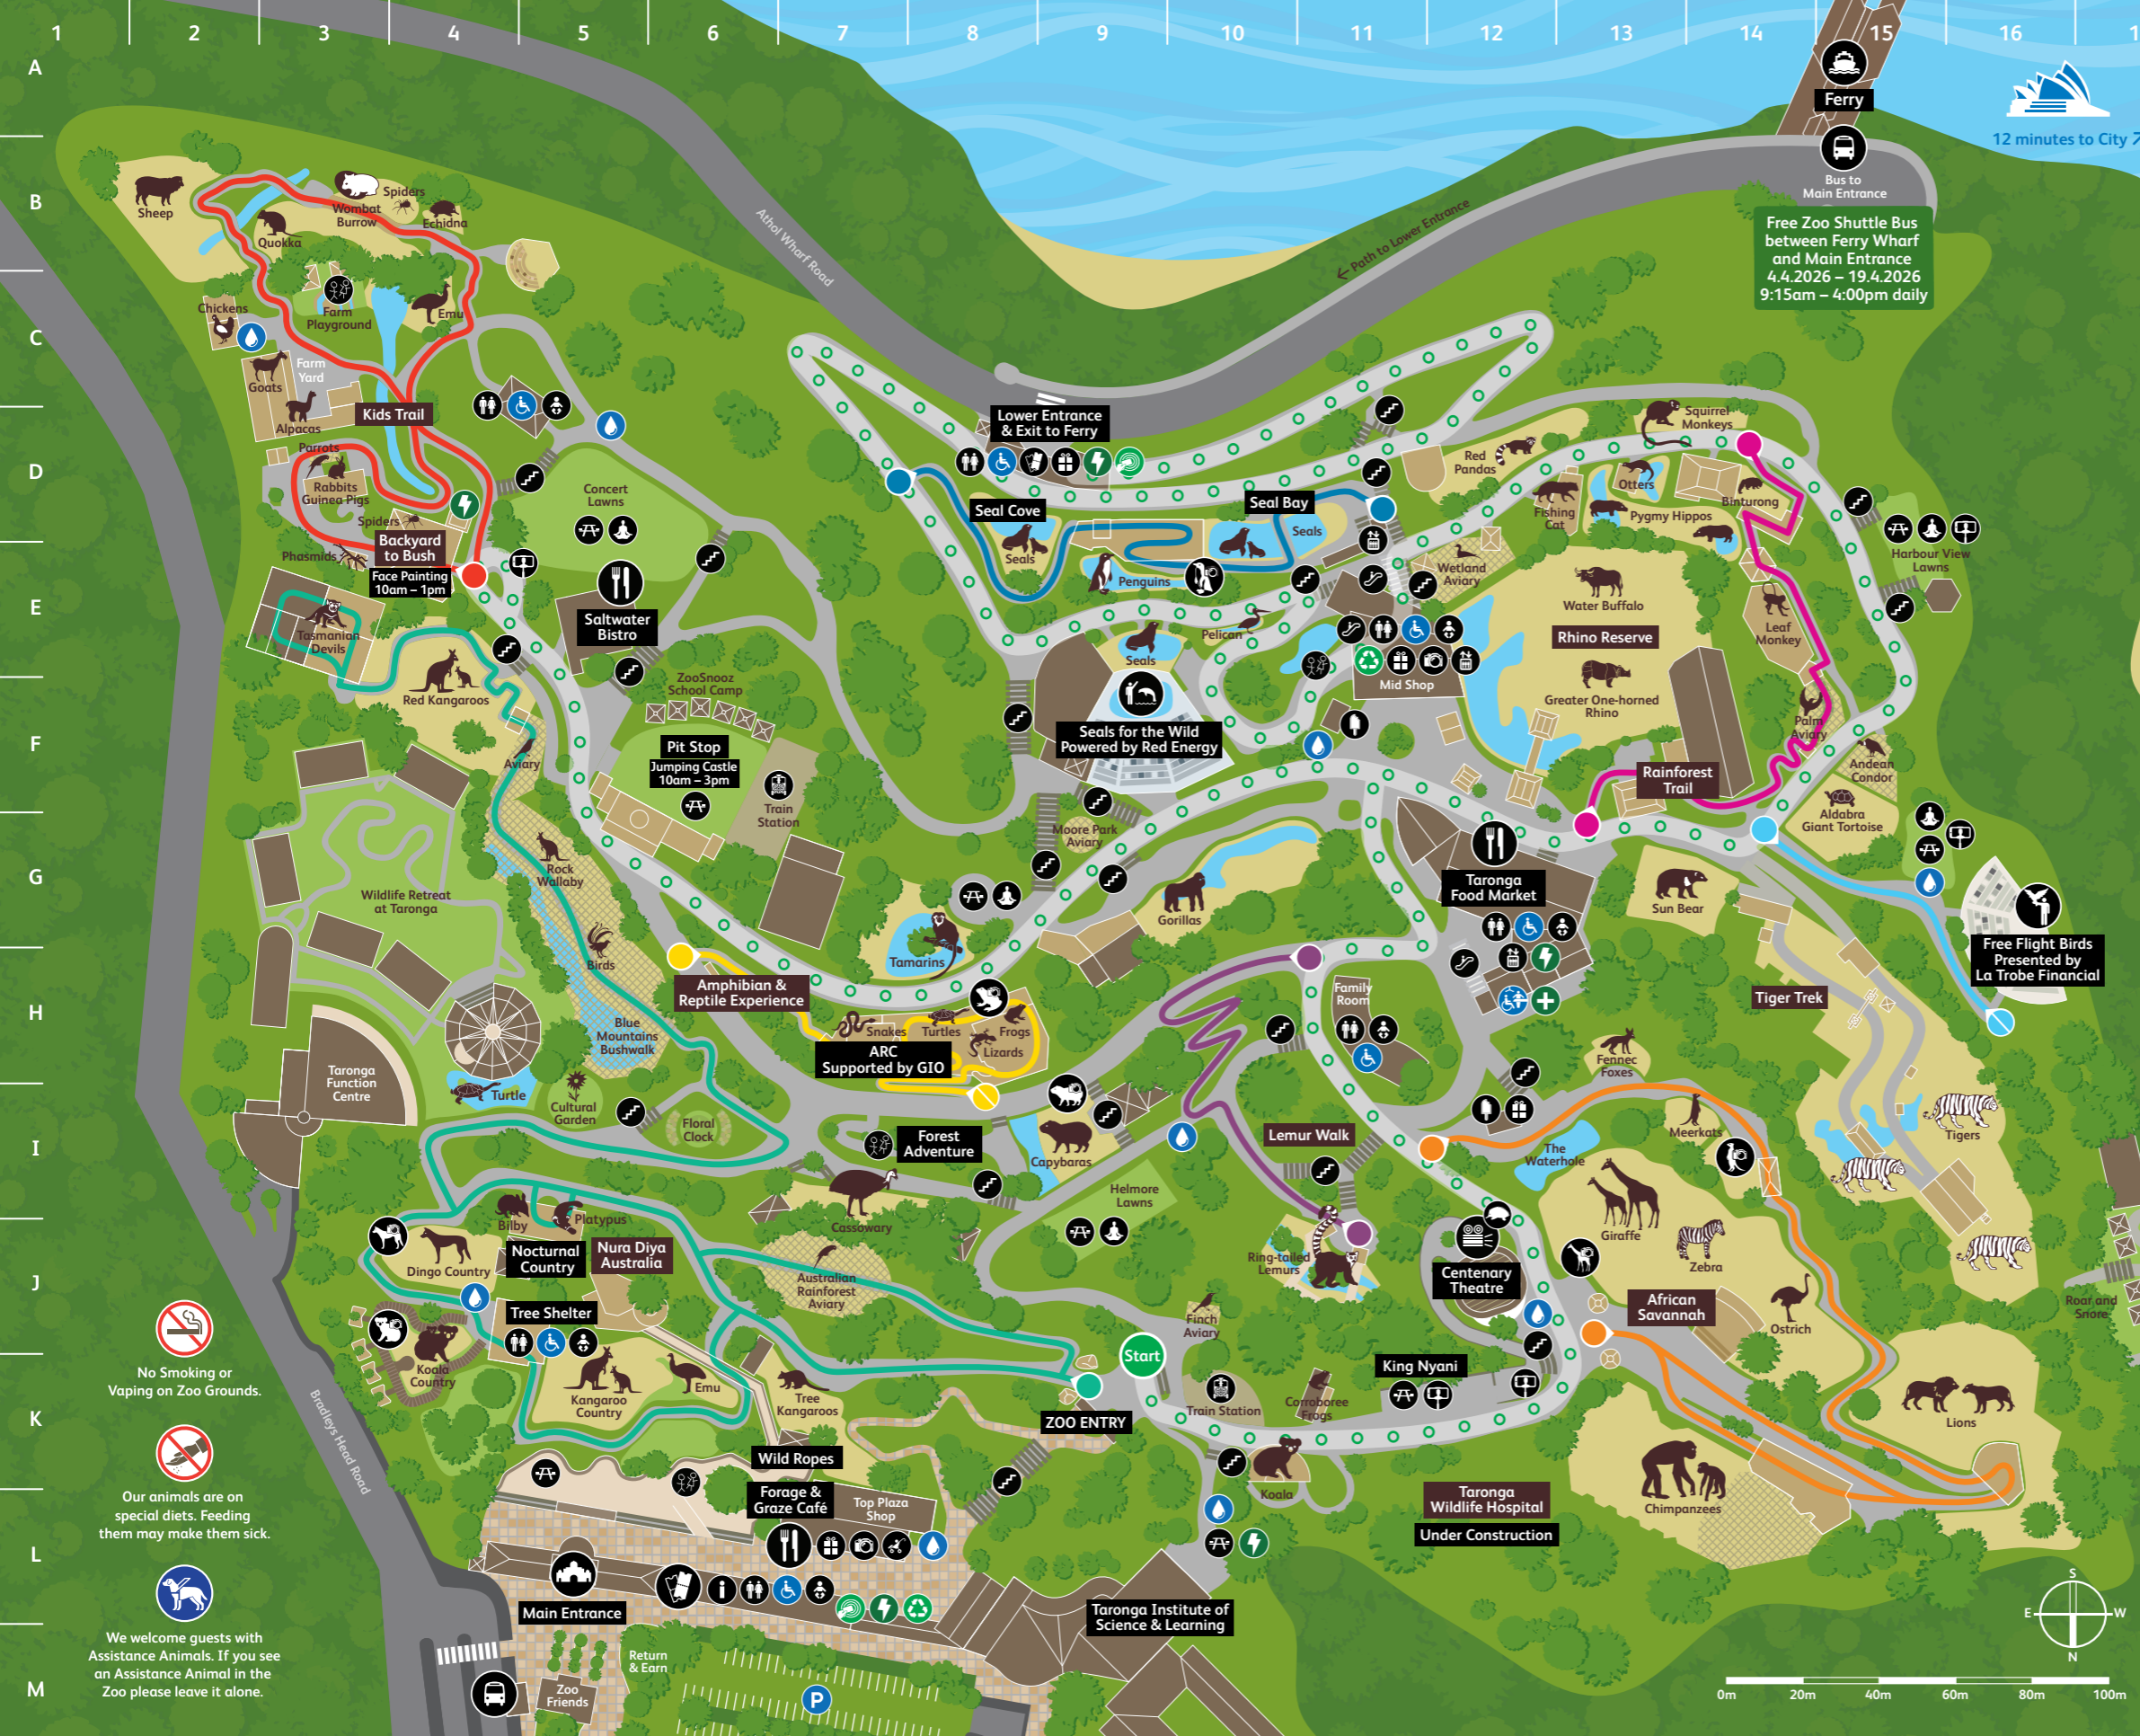 1 2 3 4 5 6 7 8 9 10 11 12 13 14 15 16 1
A
Ferry
12 minutes to City ↗
Bus to
Main Entrance
Free Zoo Shuttle Bus
between Ferry Wharf
and Main Entrance
4.4.2026 – 19.4.2026
9:15am – 4:00pm daily
B
Sheep
Wombat
Burrow
Spiders
Echidna
Quokka
Athol Wharf Road
← Path to Lower Entrance
C
Chickens
Farm
Playground
Emu
Goats
Farm
Yard
Alpacas
Kids Trail
Lower Entrance
& Exit to Ferry
Squirrel
Monkeys
D
Parrots
Rabbits
Guinea Pigs
Spiders
Concert
Lawns
Seal Cove
Seal Bay
Seals
Seals
Red
Pandas
Fishing
Cat
Otters
Binturong
Pygmy Hippos
Backyard
to Bush
Phasmids
Face Painting
10am – 1pm
Penguins
Wetland
Aviary
Harbour View
Lawns
E
Tasmanian
Devils
Saltwater
Bistro
Pelican
Seals
Water Buffalo
Rhino Reserve
Leaf
Monkey
Red Kangaroos
ZooSnooz
School Camp
Mid Shop
Greater One-horned
Rhino
F
Aviary
Pit Stop
Jumping Castle
10am – 3pm
Train
Station
Seals for the Wild
Powered by Red Energy
Palm
Aviary
Andean
Condor
Rainforest
Trail
Aldabra
Giant Tortoise
G
Rock
Wallaby
Moore Park
Aviary
Wildlife Retreat
at Taronga
Gorillas
Taronga
Food Market
Sun Bear
Birds
Tamarins
Free Flight Birds
Presented by
La Trobe Financial
H
Amphibian &
Reptile Experience
Family
Room
Tiger Trek
Blue
Mountains
Bushwalk
Snakes
Turtles
Frogs
Lizards
ARC
Supported by GIO
Fennec
Foxes
Taronga
Function
Centre
Turtle
Cultural
Garden
Floral
Clock
I
Forest
Adventure
Capybaras
Lemur Walk
The
Waterhole
Meerkats
Tigers
Helmore
Lawns
Cassowary
Bilby
Platypus
Giraffe
J
Dingo Country
Nocturnal
Country
Nura Diya
Australia
Australian
Rainforest
Aviary
Ring-tailed
Lemurs
Centenary
Theatre
Zebra
Tree Shelter
Finch
Aviary
African
Savannah
Ostrich
Roar and
Snore
No Smoking or
Vaping on Zoo Grounds.
Koala
Country
Start
King Nyani
K
Kangaroo
Country
Emu
Tree
Kangaroos
ZOO ENTRY
Train Station
Corroboree
Frogs
Lions
Bradleys Head Road
Wild Ropes
Our animals are on
special diets. Feeding
them may make them sick.
Forage &
Graze Café
Top Plaza
Shop
Koala
Taronga
Wildlife Hospital
Under Construction
Chimpanzees
L
Main Entrance
Taronga Institute of
Science & Learning
We welcome guests with
Assistance Animals. If you see
an Assistance Animal in the
Zoo please leave it alone.
S
E W
N
M
Return
& Earn
Zoo
Friends
P
0m 20m 40m 60m 80m 100m